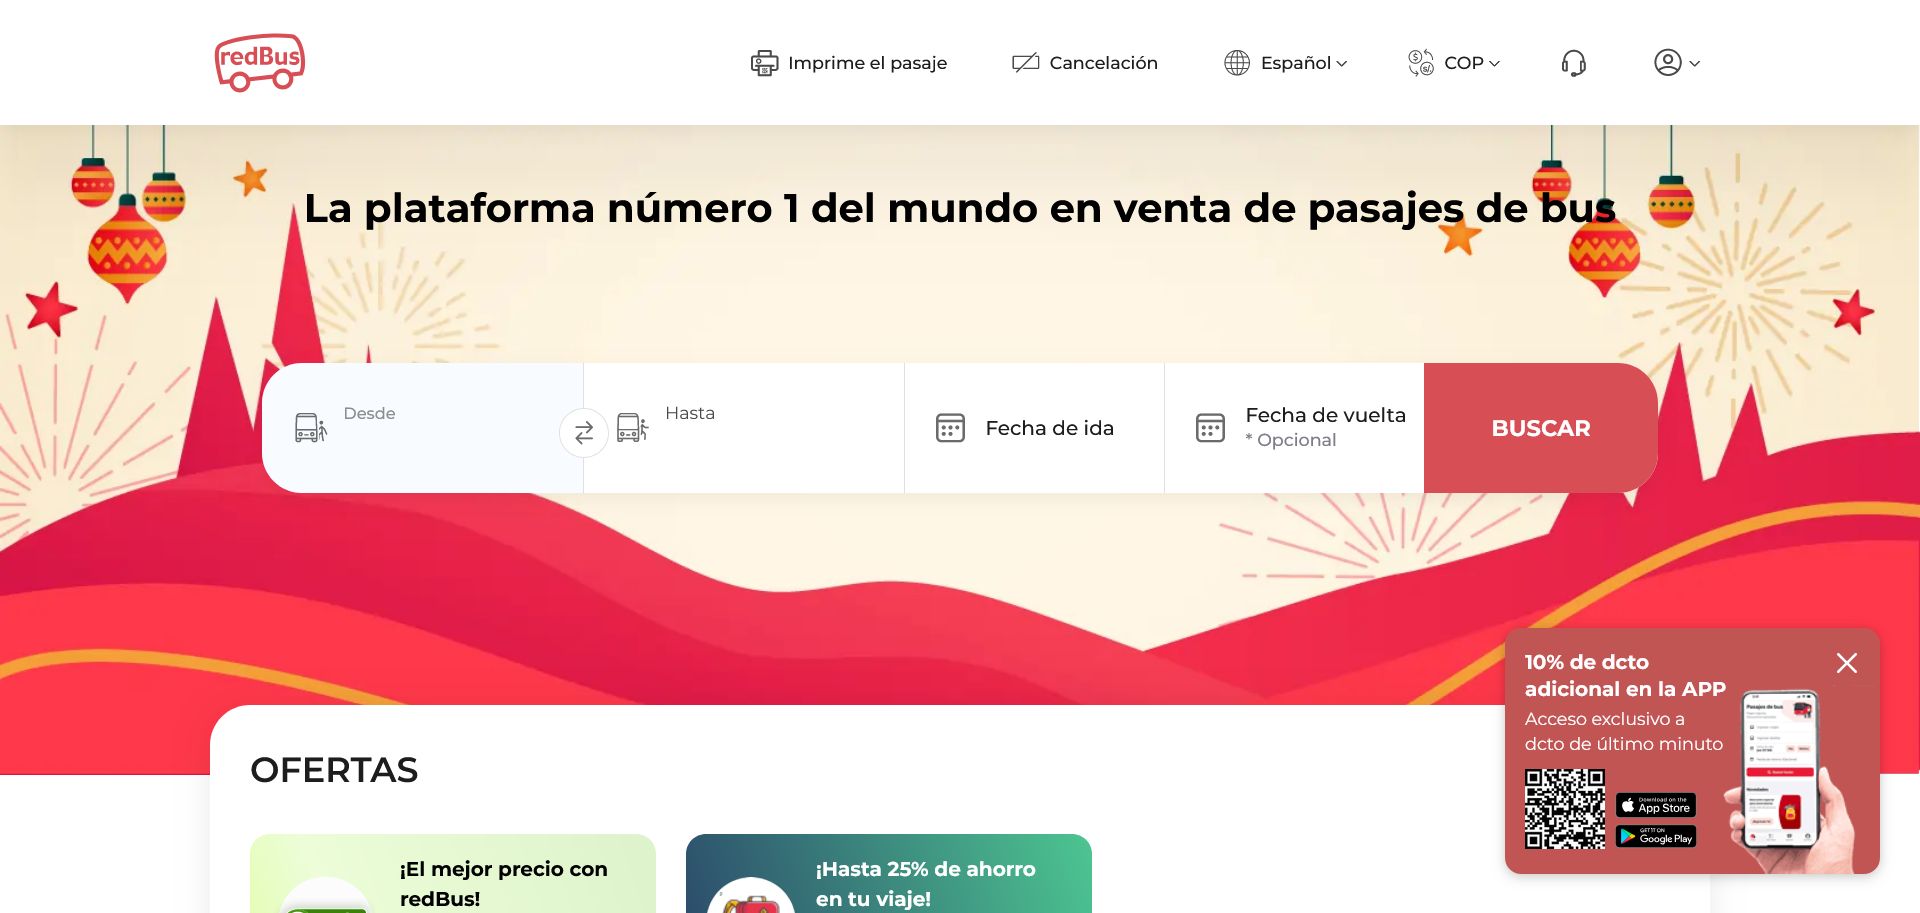 redBus
Imprime el pasaje
Cancelación
Español
COP
La plataforma número 1 del mundo en venta de pasajes de bus
Desde
Hasta
Fecha de ida
Fecha de vuelta
* Opcional
BUSCAR
10% de dcto
adicional en la APP
Acceso exclusivo a
dcto de último minuto
Download on the
App Store
GET IT ON
Google Play
Pasajes de bus
OFERTAS
¡El mejor precio con
redBus!
¡Hasta 25% de ahorro
en tu viaje!